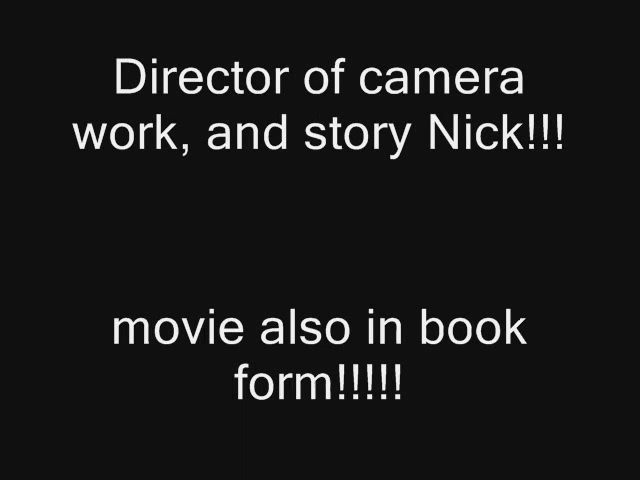 Director of camera
work, and story Nick!!!
movie also in book
form!!!!!